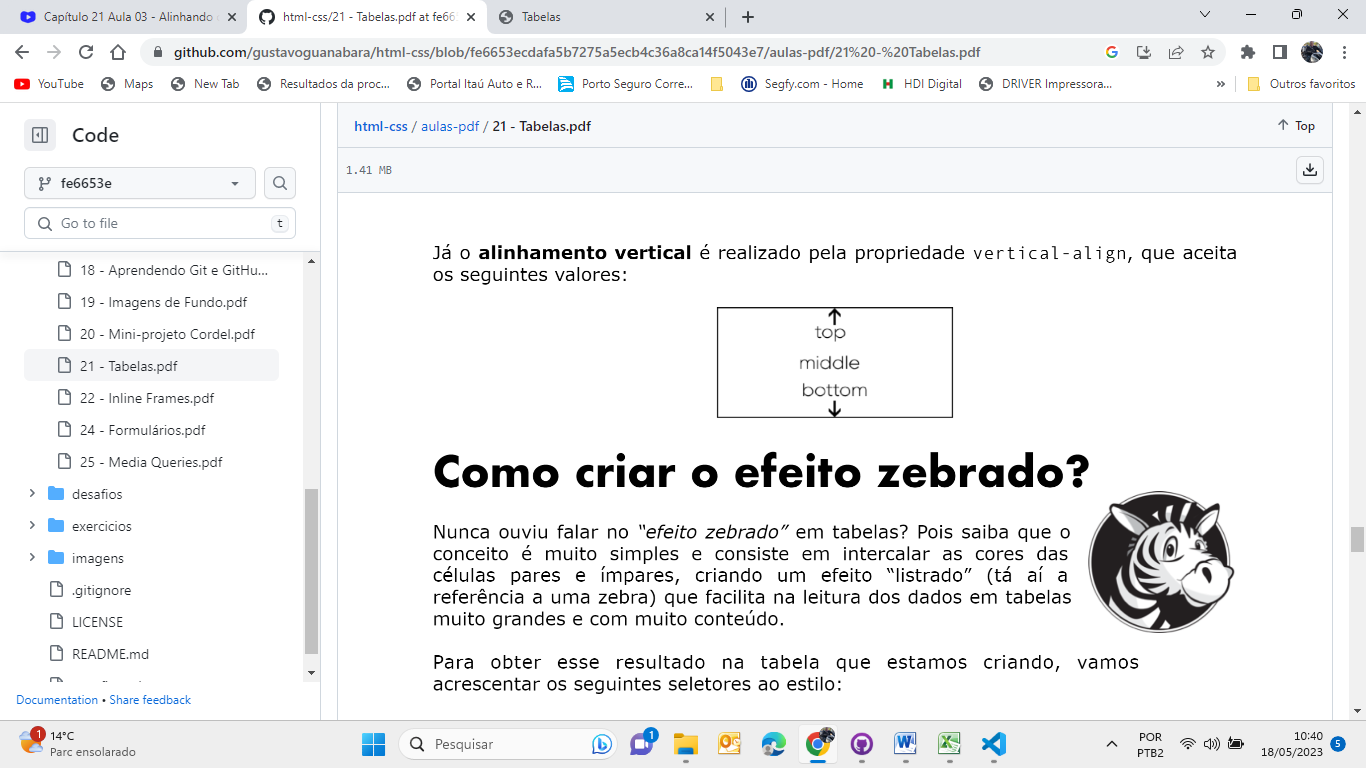 Capítulo 21 Aula 03 - Alinhando
html-css/21 - Tabelas.pdf at fe665
Tabelas
github.com/gustavoguanabara/html-css/blob/fe6653ecdafa5b7275a5ecb4c36a8ca14f5043e7/aulas-pdf/21%20-%20Tabelas.pdf
YouTube
Maps
New Tab
Resultados da proc...
Portal Itaú Auto e R...
Porto Seguro Corre...
Segfy.com - Home
HDI Digital
DRIVER Impressora...
»
Outros favoritos
Code
fe6653e
Go to file
t
18 - Aprendendo Git e GitHu...
19 - Imagens de Fundo.pdf
20 - Mini-projeto Cordel.pdf
21 - Tabelas.pdf
22 - Inline Frames.pdf
24 - Formulários.pdf
25 - Media Queries.pdf
desafios
exercicios
imagens
.gitignore
LICENSE
README.md
Documentation • Share feedback
html-css / aulas-pdf / 21 - Tabelas.pdf
Top
1.41 MB
Já o alinhamento vertical é realizado pela propriedade vertical-align, que aceita
os seguintes valores:
top
middle
bottom
Como criar o efeito zebrado?
Nunca ouviu falar no “efeito zebrado” em tabelas? Pois saiba que o
conceito é muito simples e consiste em intercalar as cores das
células pares e ímpares, criando um efeito “listrado” (tá aí a
referência a uma zebra) que facilita na leitura dos dados em tabelas
muito grandes e com muito conteúdo.
Para obter esse resultado na tabela que estamos criando, vamos
acrescentar os seguintes seletores ao estilo:
1
14°C
Parc ensolarado
Pesquisar
1
POR
PTB2
10:40
18/05/2023
5